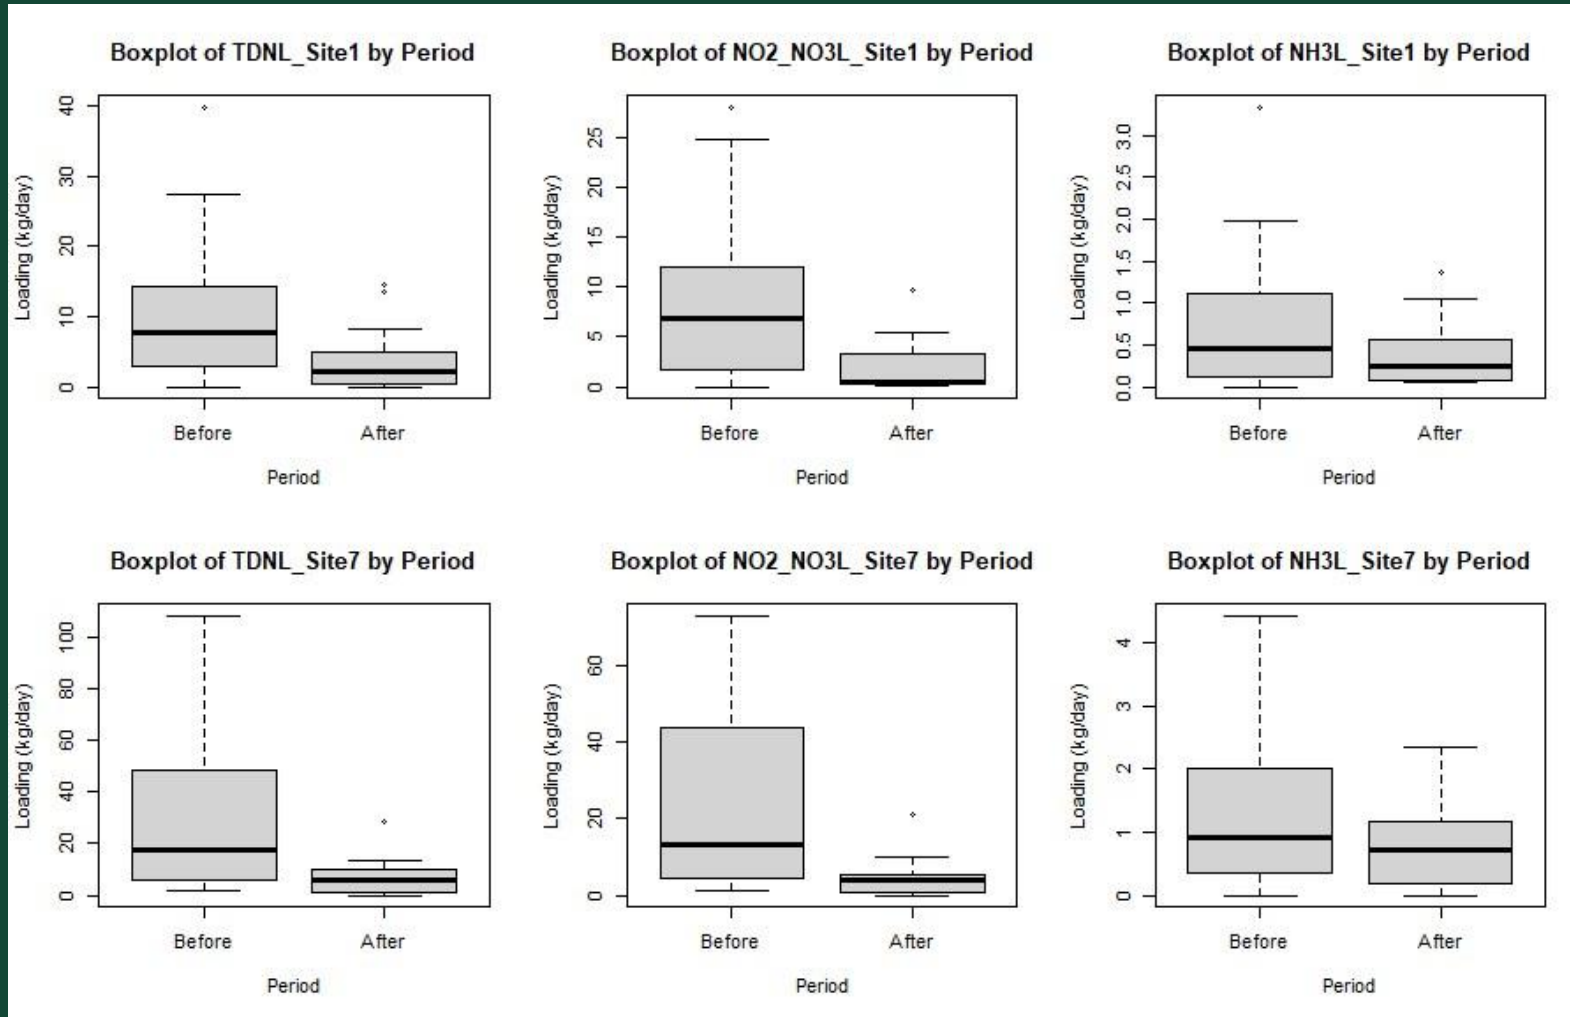 Boxplot of TDNL_Site1 by Period
Loading (kg/day)
40
30
20
10
0
Before
After
Period
Boxplot of NO2_NO3L_Site1 by Period
Loading (kg/day)
25
20
15
10
5
0
Before
After
Period
Boxplot of NH3L_Site1 by Period
Loading (kg/day)
3.0
2.5
2.0
1.5
1.0
0.5
0.0
Before
After
Period
Boxplot of TDNL_Site7 by Period
Loading (kg/day)
100
80
60
40
20
0
Before
After
Period
Boxplot of NO2_NO3L_Site7 by Period
Loading (kg/day)
60
40
20
0
Before
After
Period
Boxplot of NH3L_Site7 by Period
Loading (kg/day)
4
3
2
1
0
Before
After
Period